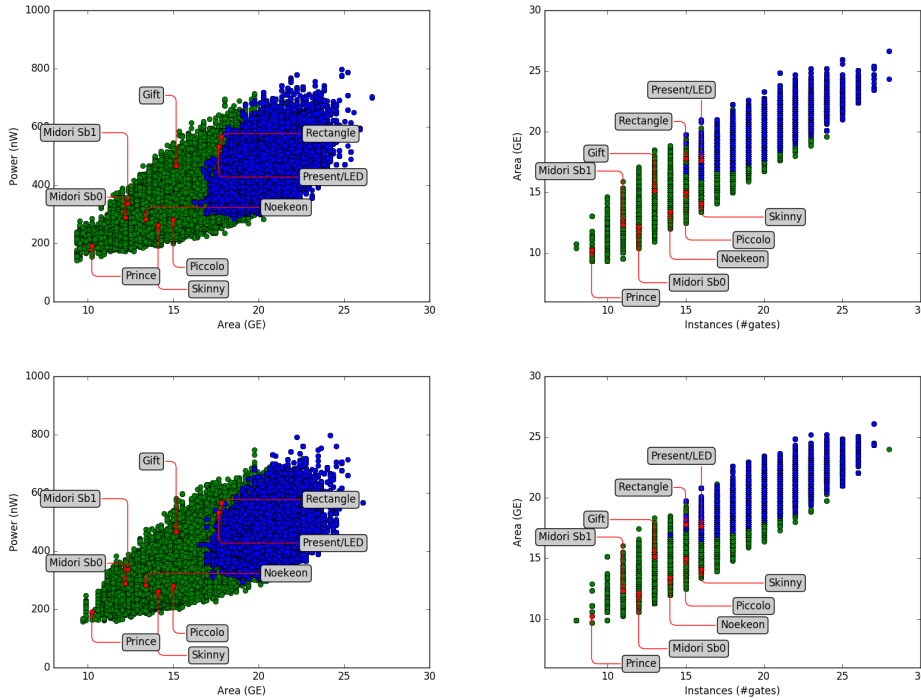 1000
800
600
400
200
0
Power (nW)
10
15
20
25
30
Area (GE)
Gift
Midori Sb1
Rectangle
Present/LED
Midori Sb0
Noekeon
Piccolo
Prince
Skinny
30
25
20
15
10
Area (GE)
10
15
20
25
3
Instances (#gates)
Present/LED
Rectangle
Gift
Midori Sb1
Skinny
Piccolo
Noekeon
Midori Sb0
Prince
1000
800
600
400
200
0
Power (nW)
10
15
20
25
30
Area (GE)
Gift
Midori Sb1
Rectangle
Present/LED
Midori Sb0
Noekeon
Piccolo
Prince
Skinny
30
25
20
15
10
Area (GE)
10
15
20
25
3
Instances (#gates)
Present/LED
Rectangle
Gift
Midori Sb1
Skinny
Piccolo
Noekeon
Midori Sb0
Prince